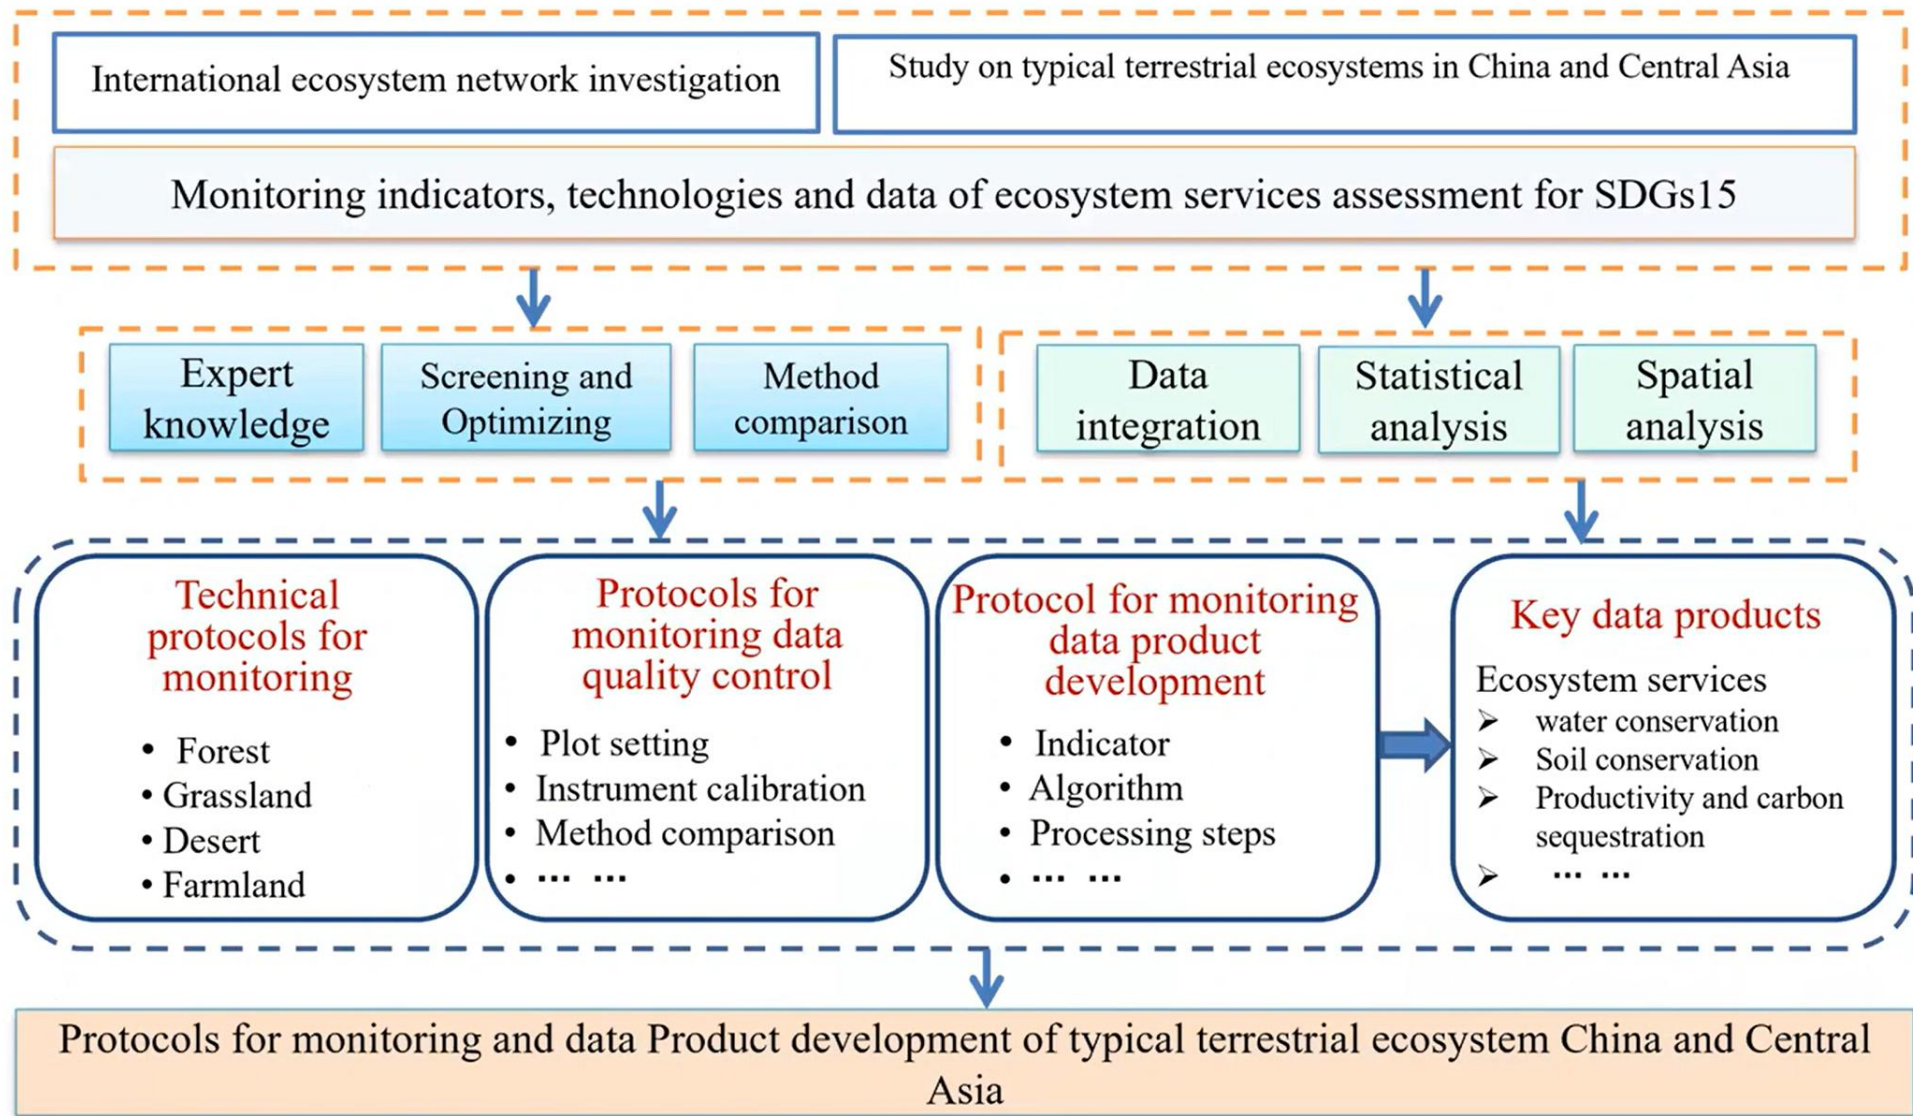 International ecosystem network investigation
Study on typical terrestrial ecosystems in China and Central Asia
Monitoring indicators, technologies and data of ecosystem services assessment for SDGs15
Expert
knowledge
Screening and
Optimizing
Method
comparison
Data
integration
Statistical
analysis
Spatial
analysis
Technical
protocols for
monitoring
• Forest
• Grassland
• Desert
• Farmland
Protocols for
monitoring data
quality control
• Plot setting
• Instrument calibration
• Method comparison
• ... ...
Protocol for monitoring
data product
development
• Indicator
• Algorithm
• Processing steps
• ... ...
Key data products
Ecosystem services
➢ water conservation
➢ Soil conservation
➢ Productivity and carbon
sequestration
➢ ... ...
Protocols for monitoring and data Product development of typical terrestrial ecosystem China and Central
Asia